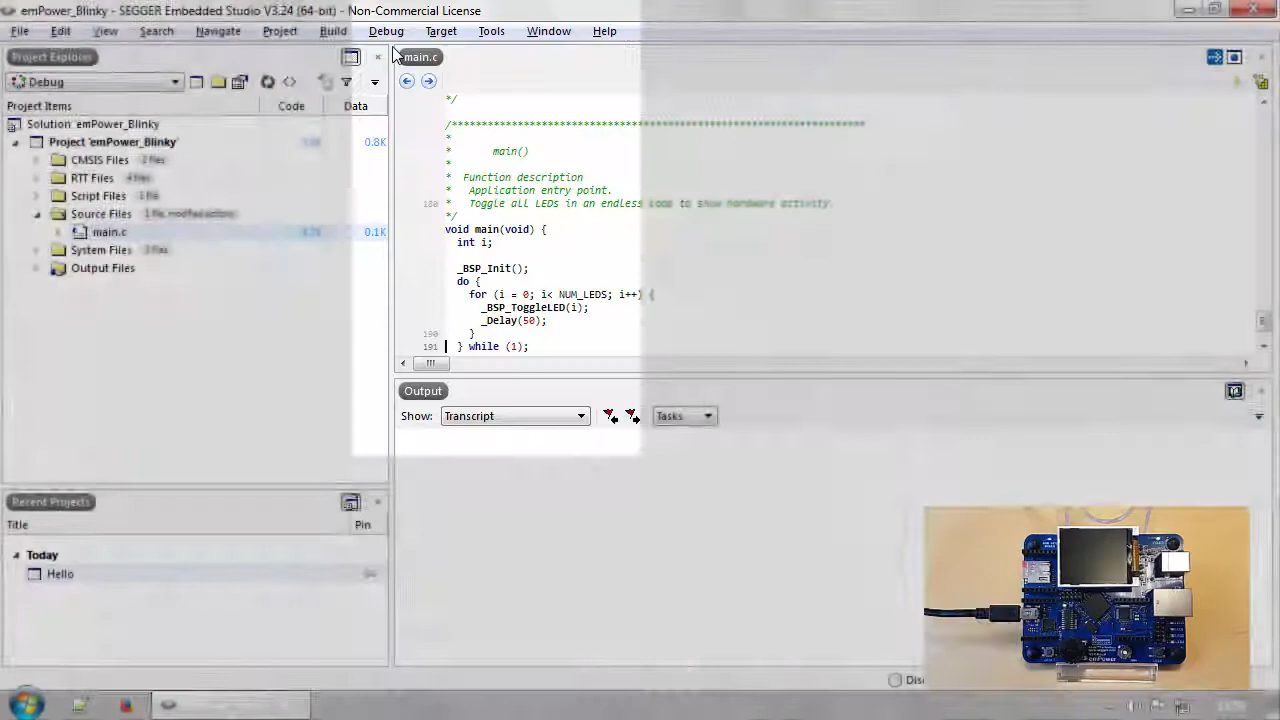 emPower_Blinky - SEGGER Embedded Studio V3.24 (64-bit) - Non-Commercial License
File Edit View Search Navigate Project Build Debug Target Tools Window Help
Project Explorer
main.c
Debug
Project Items Code Data
Solution 'emPower_Blinky'
Project 'emPower_Blinky' 0.8K
CMSIS Files 2 files
RTT Files 4 files
Script Files 1 file
Source Files 1 file, modified options
main.c 0.1K
System Files 3 files
Output Files
*/
/*********************************************************************
*
* main()
*
* Function description
* Application entry point.
180 * Toggle all LEDs in an endless loop to show hardware activity.
*/
void main(void) {
int i;
_BSP_Init();
do {
for (i = 0; i< NUM_LEDS; i++) {
_BSP_ToggleLED(i);
_Delay(50);
190 }
191 } while (1);
Output
Show: Transcript Tasks
Recent Projects
Title Pin
Today
Hello
emPower